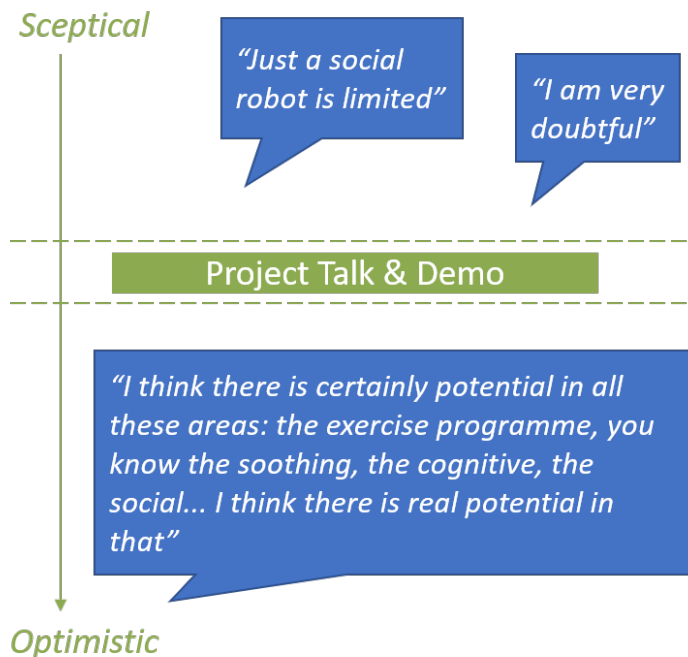 Sceptical
“Just a social
robot is limited”
“I am very
doubtful”
Project Talk & Demo
“I think there is certainly potential in all
these areas: the exercise programme, you
know the soothing, the cognitive, the
social... I think there is real potential in
that”
Optimistic